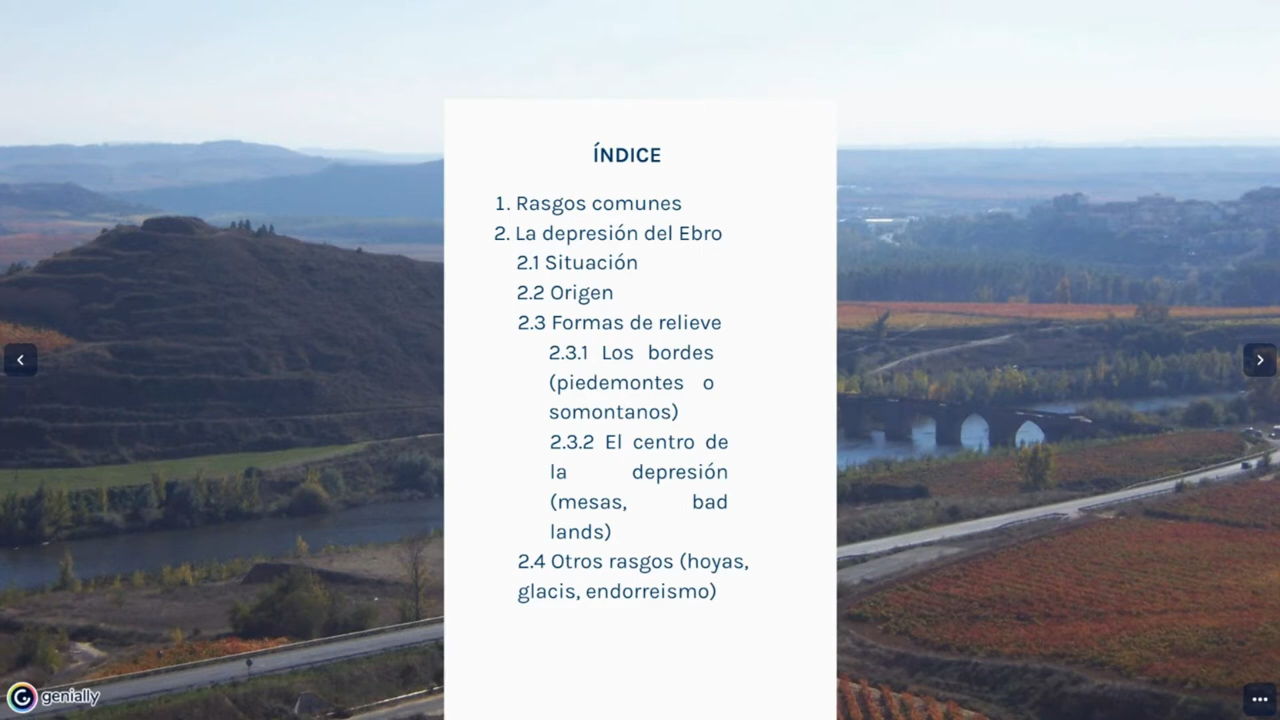 ÍNDICE
1. Rasgos comunes
2. La depresión del Ebro
2.1 Situación
2.2 Origen
2.3 Formas de relieve
2.3.1 Los bordes
(piedemontes o
somontanos)
2.3.2 El centro de
la depresión
(mesas, bad
lands)
2.4 Otros rasgos (hoyas,
glacis, endorreismo)
genially